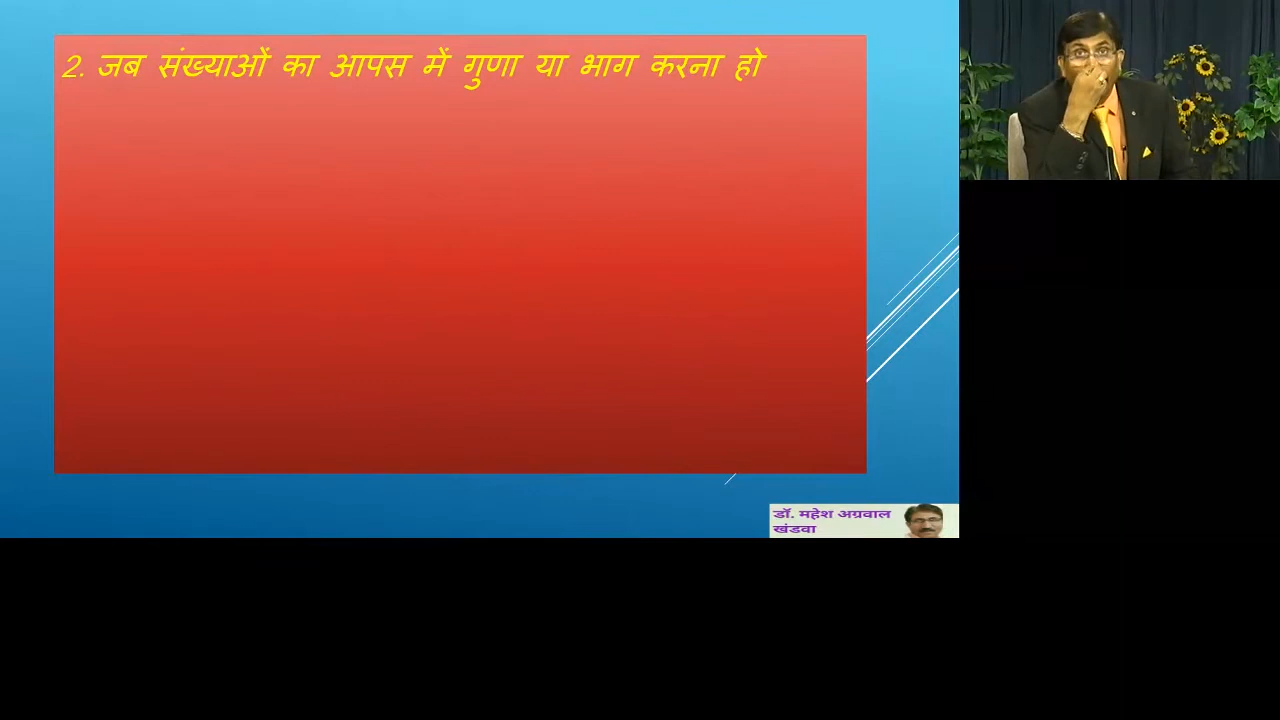 2. जब संख्याओं का आपस में गुणा या भाग करना हो
डॉ. महेश अग्रवाल
खंडवा